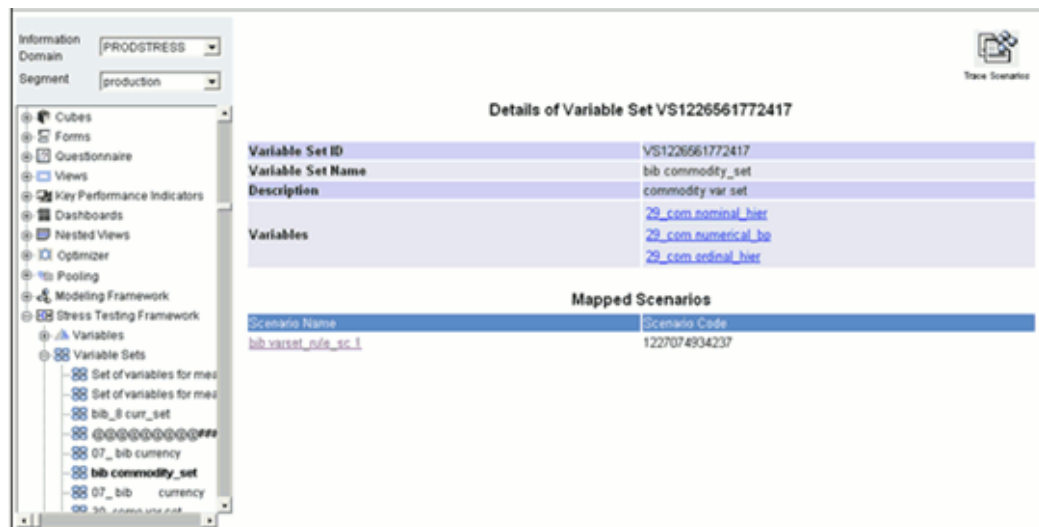 Information
Domain
PRODSTRESS
Segment
production
Cubes
Forms
Questionnaire
Views
Key Performance Indicators
Dashboards
Nested Views
Optimizer
Pooling
Modeling Framework
Stress Testing Framework
Variables
Variable Sets
Set of variables for mea
Set of variables for mea
bib_8 curr_set
@@@@@@@@@###
07_ bib currency
bib commodity_set
07_ bib currency
Trace Scenarios
Details of Variable Set VS1226561772417
Variable Set ID VS1226561772417
Variable Set Name bib commodity_set
Description commodity var set
Variables
29_com nominal_hier
29_com numerical_bp
29_com ordinal_hier
Mapped Scenarios
Scenario Name Scenario Code
bib varset_rule_sc 1 1227074934237